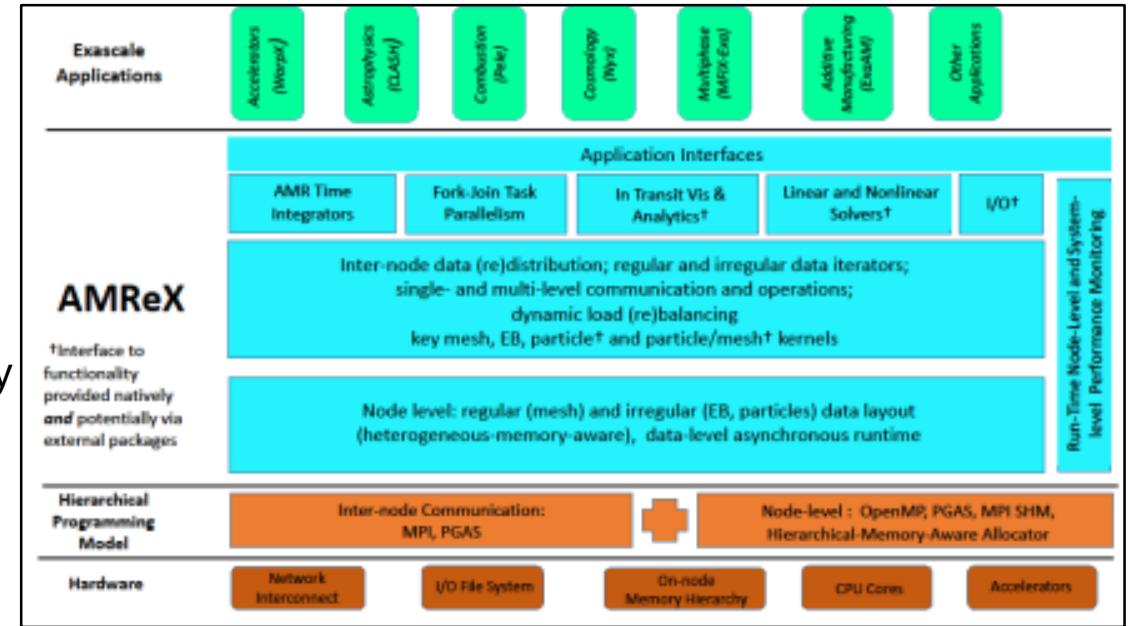 Exascale
Applications
Accelerators
(WarpX)
Astrophysics
(CLASH)
Combustion
(Pele)
Cosmology
(Nyx)
Multiphase
(MFIX-Exa)
Additive
Manufacturing
(ExaAM)
Other
Applications
Application Interfaces
AMR Time
Integrators
Fork-Join Task
Parallelism
In Transit Vis &
Analytics†
Linear and Nonlinear
Solvers†
I/O†
Run-Time Node-Level and System-
level Performance Monitoring
Inter-node data (re)distribution; regular and irregular data iterators;
single- and multi-level communication and operations;
dynamic load (re)balancing
key mesh, EB, particle† and particle/mesh† kernels
AMReX
†Interface to
functionality
provided natively
and potentially via
external packages
y
Node level: regular (mesh) and irregular (EB, particles) data layout
(heterogeneous-memory-aware), data-level asynchronous runtime
Hierarchical
Programming
Model
Inter-node Communication:
MPI, PGAS
Node-level : OpenMP, PGAS, MPI SHM,
Hierarchical-Memory-Aware Allocator
Hardware
Network
Interconnect
I/O File System
On-node
Memory Hierarchy
CPU Cores
Accelerators